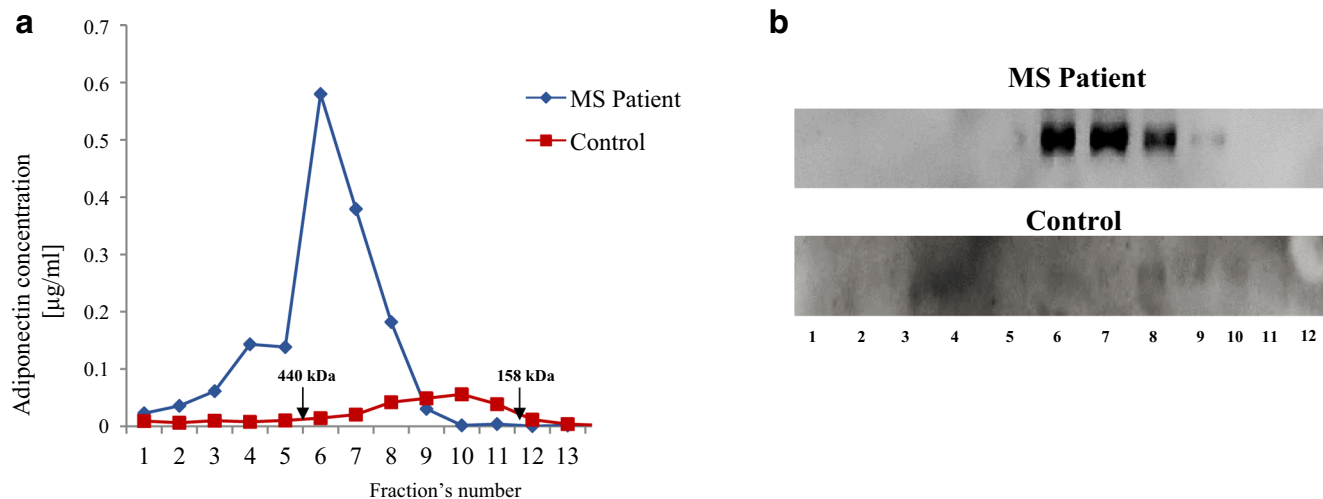 a
Adiponectin concentration
[µg/ml]
0.7
0.6
0.5
0.4
0.3
0.2
0.1
0
MS Patient
Control
440 kDa
158 kDa
1 2 3 4 5 6 7 8 9 10 11 12 13
Fraction's number
b
MS Patient
Control
1 2 3 4 5 6 7 8 9 10 11 12